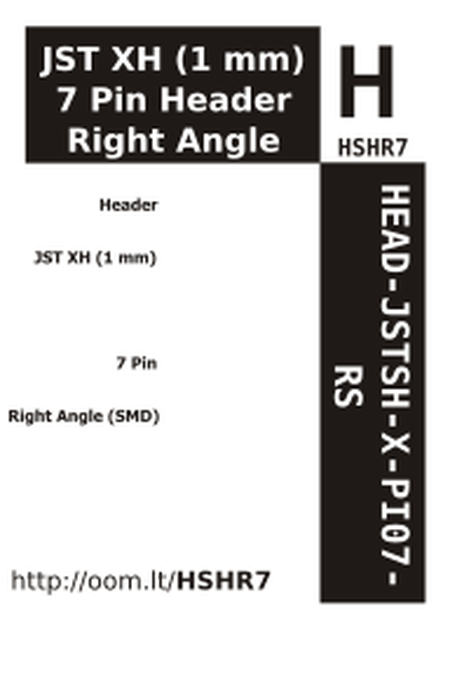 JST XH (1 mm)
7 Pin Header
Right Angle
H
HSHR7
Header
JST XH (1 mm)
7 Pin
Right Angle (SMD)
HEAD-JSTSH-X-PI07-
RS
http://oom.lt/HSHR7